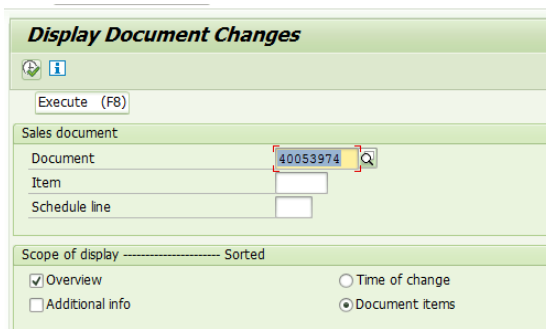 Display Document Changes
Execute (F8)
Sales document
Document 40053974
Item
Schedule line
Scope of display ---------------------- Sorted
Overview Time of change
Additional info Document items